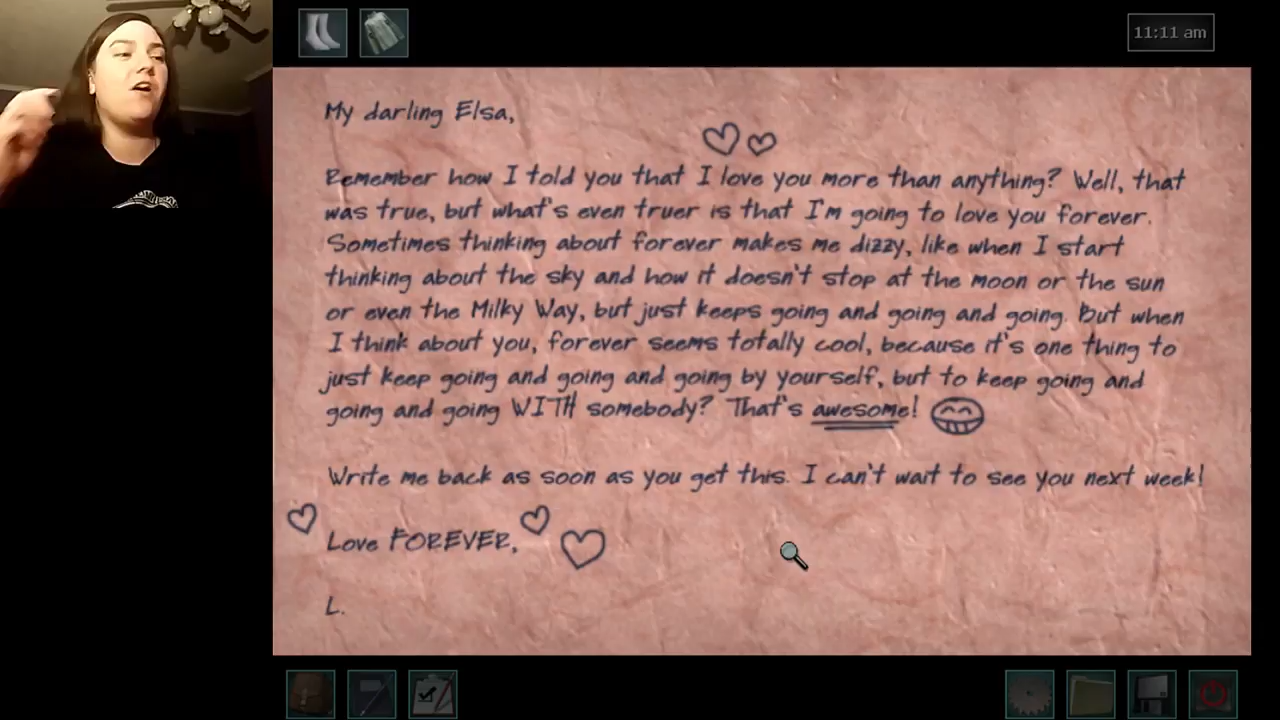 11:11 am
My darling Elsa,
Remember how I told you that I love you more than anything? Well, that
was true, but what's even truer is that I'm going to love you forever.
Sometimes thinking about forever makes me dizzy, like when I start
thinking about the sky and how it doesn't stop at the moon or the sun
or even the Milky Way, but just keeps going and going and going. But when
I think about you, forever seems totally cool, because it's one thing to
just keep going and going and going by yourself, but to keep going and
going and going WITH somebody? That's awesome!
Write me back as soon as you get this. I can't wait to see you next week!
Love FOREVER,
L.